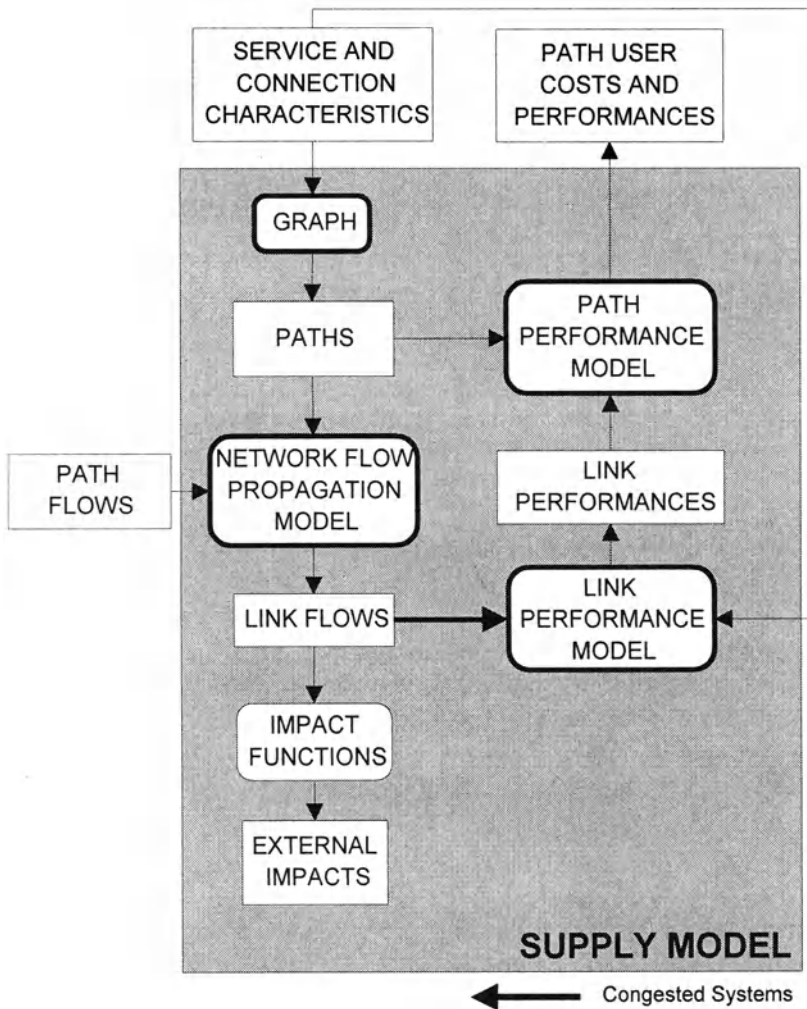 SERVICE AND
CONNECTION
CHARACTERISTICS
PATH USER
COSTS AND
PERFORMANCES
GRAPH
PATHS
PATH
PERFORMANCE
MODEL
PATH
FLOWS
NETWORK FLOW
PROPAGATION
MODEL
LINK
PERFORMANCES
LINK FLOWS
LINK
PERFORMANCE
MODEL
IMPACT
FUNCTIONS
EXTERNAL
IMPACTS
SUPPLY MODEL
Congested Systems